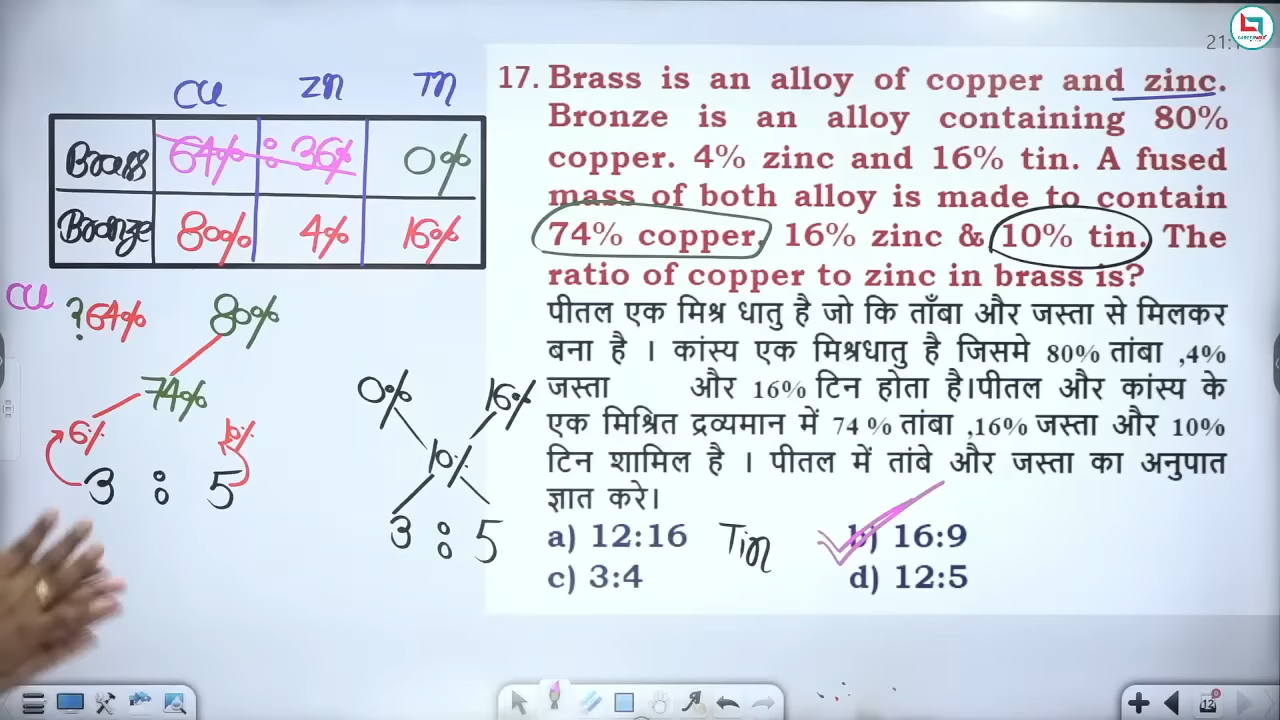 21:
Cu Zn Tn
Brass 64% : 36% 0%
Bronze 80% 4% 16%
Cu
?64% 80%
74%
6% 10%
3 : 5
0% 16%
10%
3 : 5
17. Brass is an alloy of copper and zinc.
Bronze is an alloy containing 80%
copper. 4% zinc and 16% tin. A fused
mass of both alloy is made to contain
74% copper, 16% zinc & 10% tin. The
ratio of copper to zinc in brass is?
पीतल एक मिश्र धातु है जो कि ताँबा और जस्ता से मिलकर
बना है । कांस्य एक मिश्रधातु है जिसमे 80% तांबा ,4%
जस्ता और 16% टिन होता है।पीतल और कांस्य के
एक मिश्रित द्रव्यमान में 74 % तांबा ,16% जस्ता और 10%
टिन शामिल है । पीतल में तांबे और जस्ता का अनुपात
ज्ञात करे।
a) 12:16 Tin b) 16:9
c) 3:4 d) 12:5
12